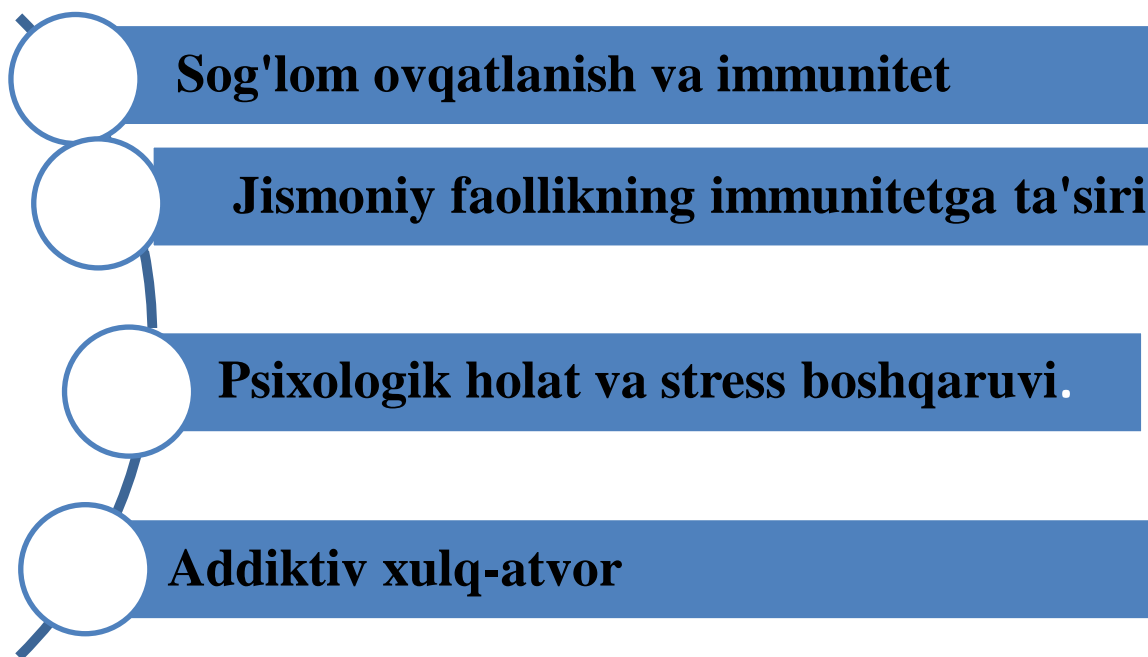 Sog'lom ovqatlanish va immunitet
Jismoniy faollikning immunitetga ta'siri
Psixologik holat va stress boshqaruvi.
Addiktiv xulq-atvor